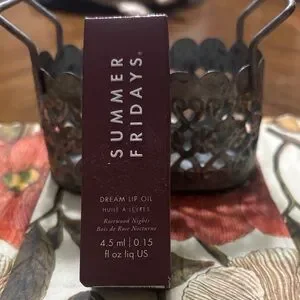 SUMMER
FRIDAYS®
DREAM LIP OIL
HUILE À LÈVRES
Rosewood Nights
Bois de Rose Nocturne
4.5 ml | 0.15
fl oz liq US